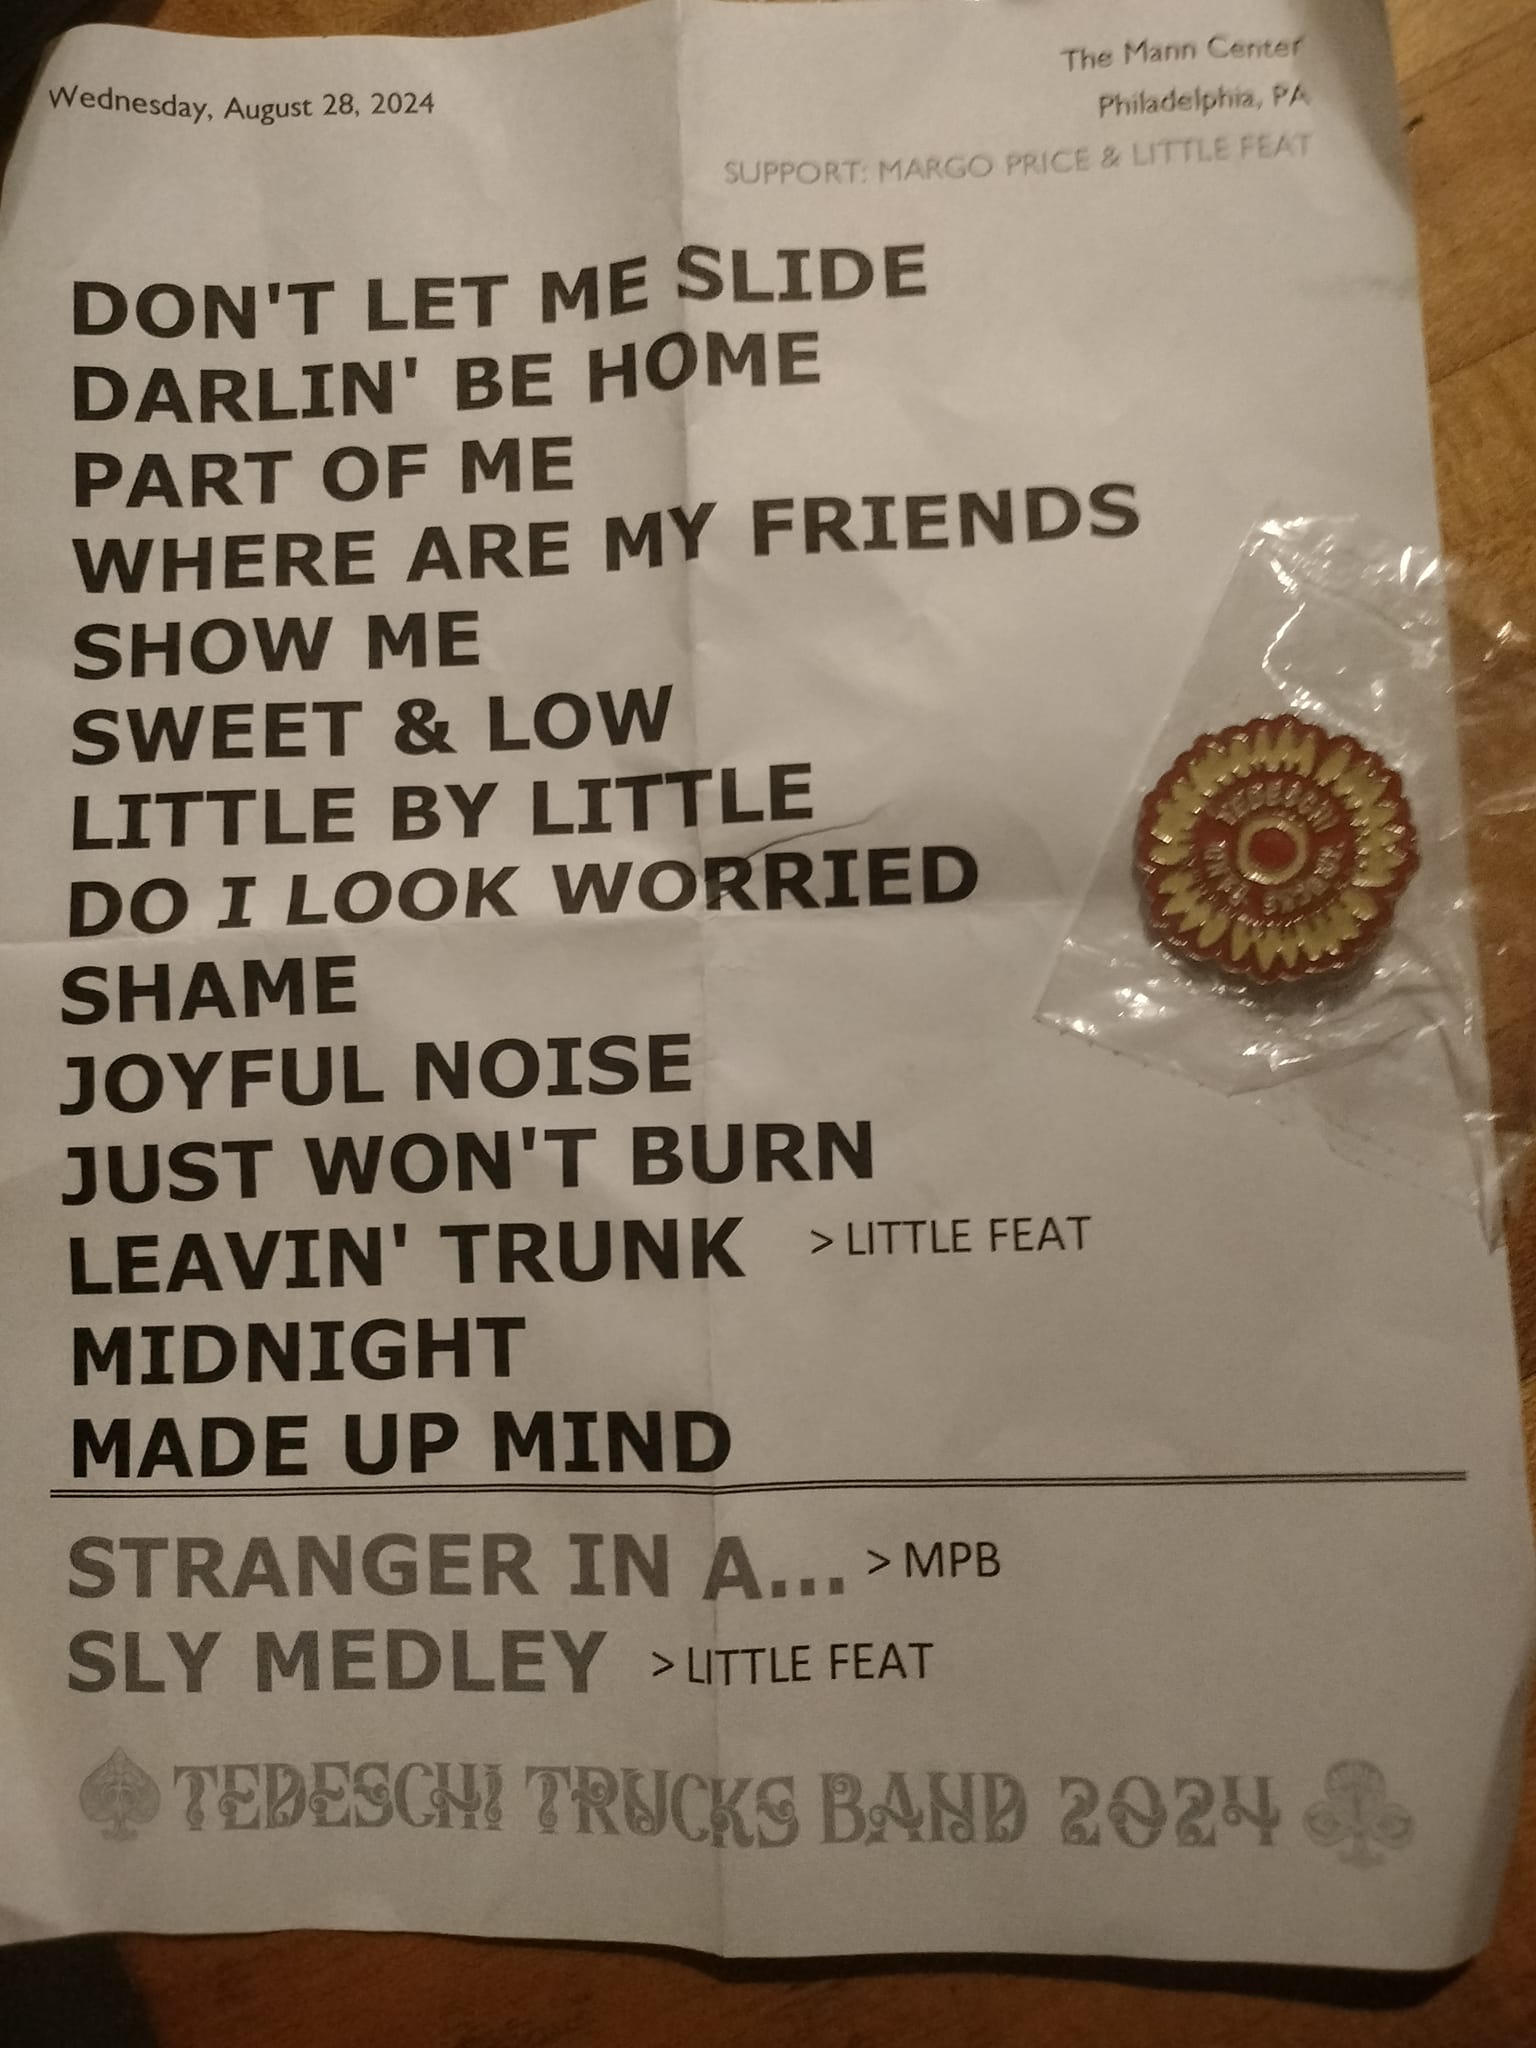 Wednesday, August 28, 2024
The Mann Center
Philadelphia, PA
SUPPORT: MARGO PRICE & LITTLE FEAT
DON'T LET ME SLIDE
DARLIN' BE HOME
PART OF ME
WHERE ARE MY FRIENDS
SHOW ME
SWEET & LOW
LITTLE BY LITTLE
DO I LOOK WORRIED
SHAME
JOYFUL NOISE
JUST WON'T BURN
LEAVIN' TRUNK > LITTLE FEAT
MIDNIGHT
MADE UP MIND
STRANGER IN A... > MPB
SLY MEDLEY > LITTLE FEAT
TEDESCHI TRUCKS BAND 2024
TEDESCHI